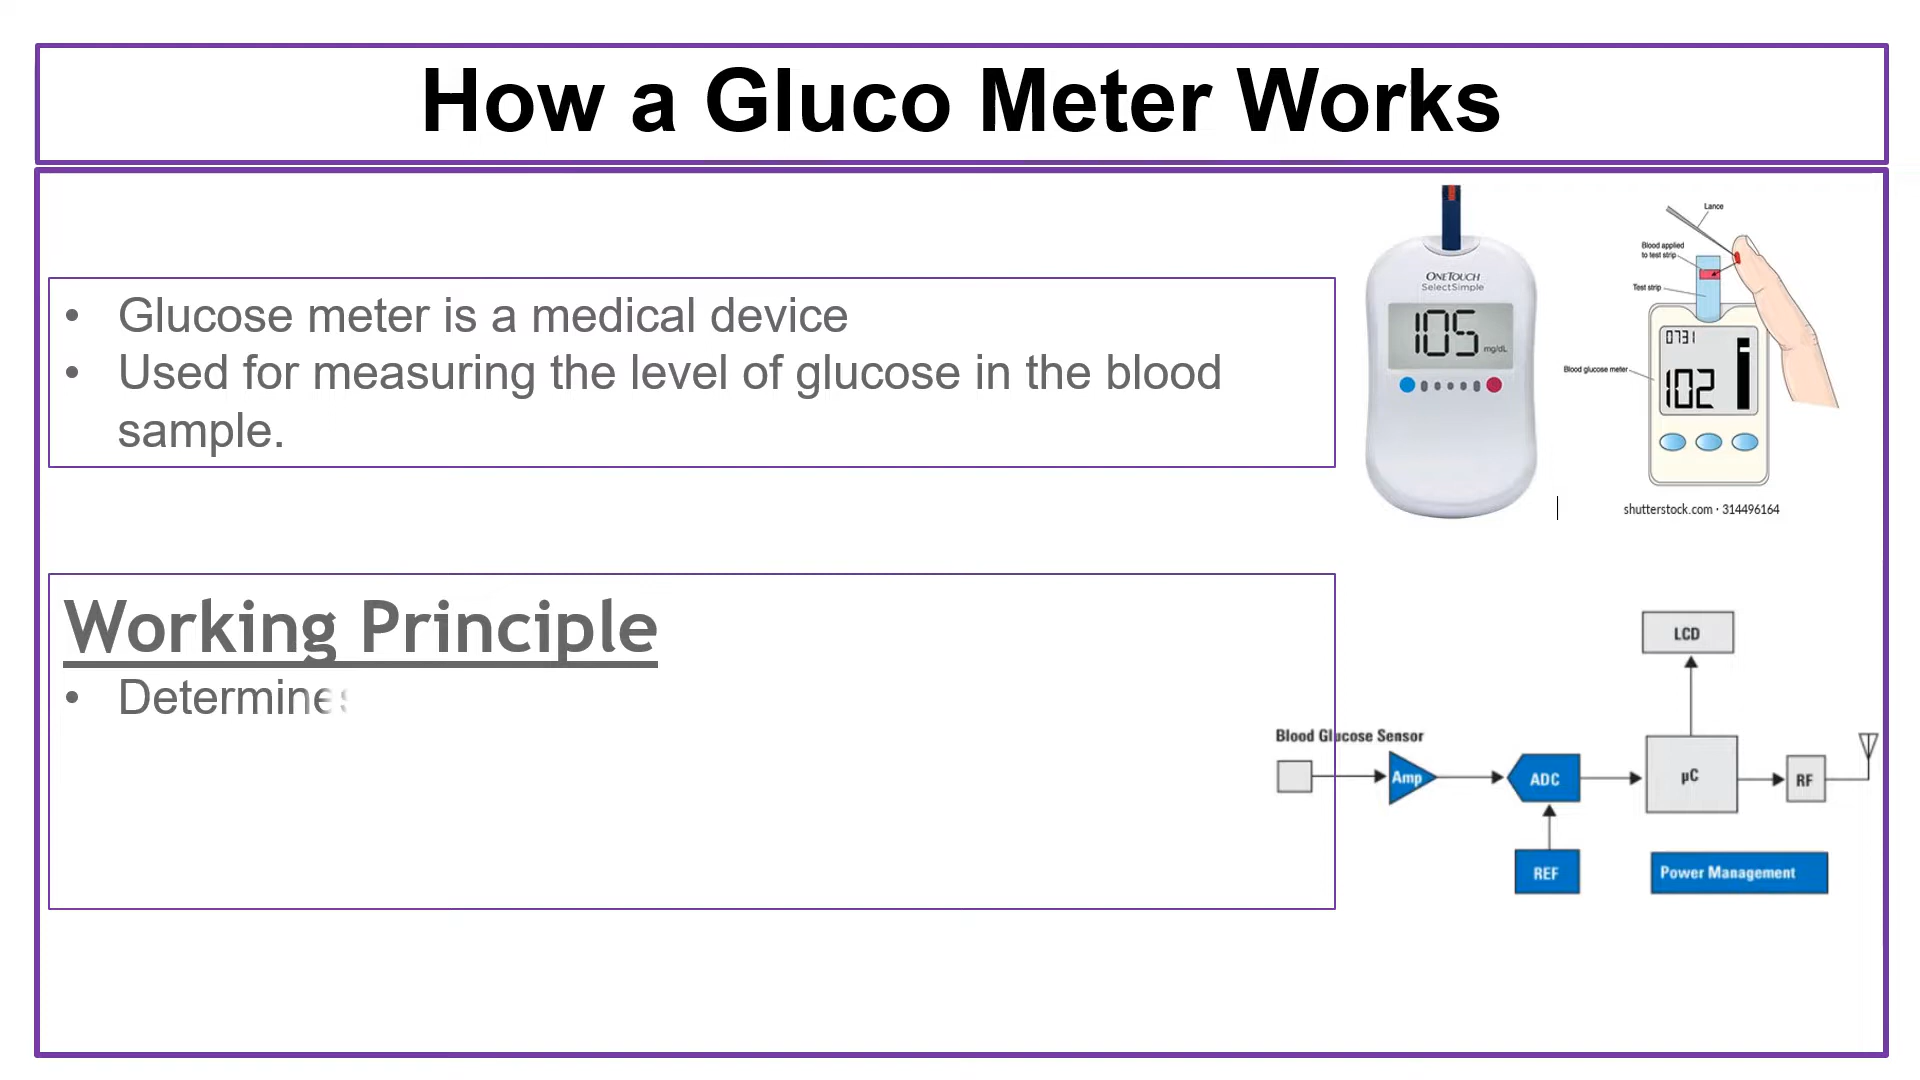 How a Gluco Meter Works
• Glucose meter is a medical device
• Used for measuring the level of glucose in the blood
sample.
ONETOUCH
SelectSimple
105 mg/dL
Lance
Blood applied
to test strip
Test strip
0731
Blood glucose meter
102
shutterstock.com · 314496164
Working Principle
• Determines
LCD
Blood Glucose Sensor
Amp
ADC
µC
RF
REF
Power Management